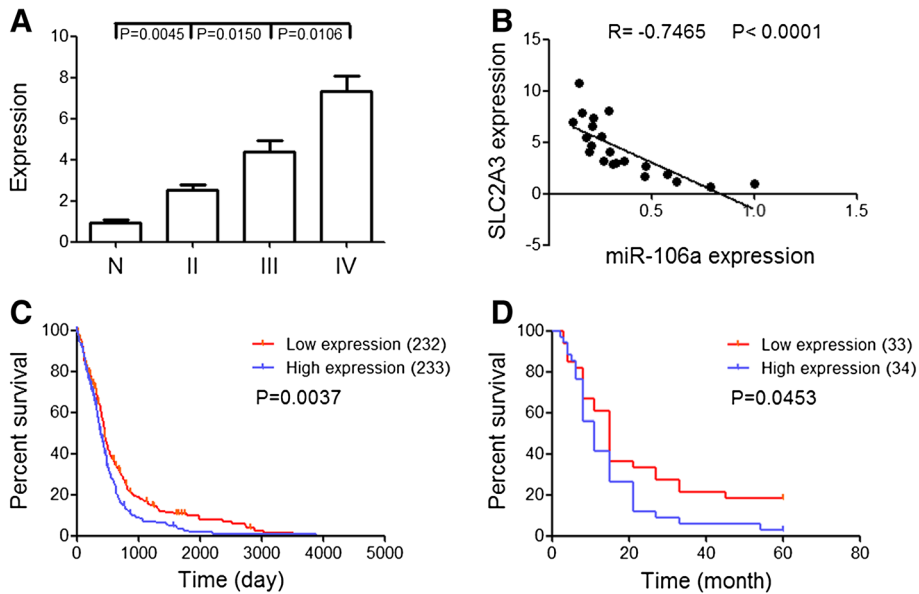 A
P=0.0045 P=0.0150 P=0.0106
Expression
10
8
6
4
2
0
N II III IV
B
R= -0.7465 P< 0.0001
SLC2A3 expression
15
10
5
0
-5
0.5 1.0 1.5
miR-106a expression
C
Percent survival
100
80
60
40
20
0
Low expression (232)
High expression (233)
P=0.0037
0 1000 2000 3000 4000 5000
Time (day)
D
Percent survival
100
80
60
40
20
0
Low expression (33)
High expression (34)
P=0.0453
0 20 40 60 80
Time (month)